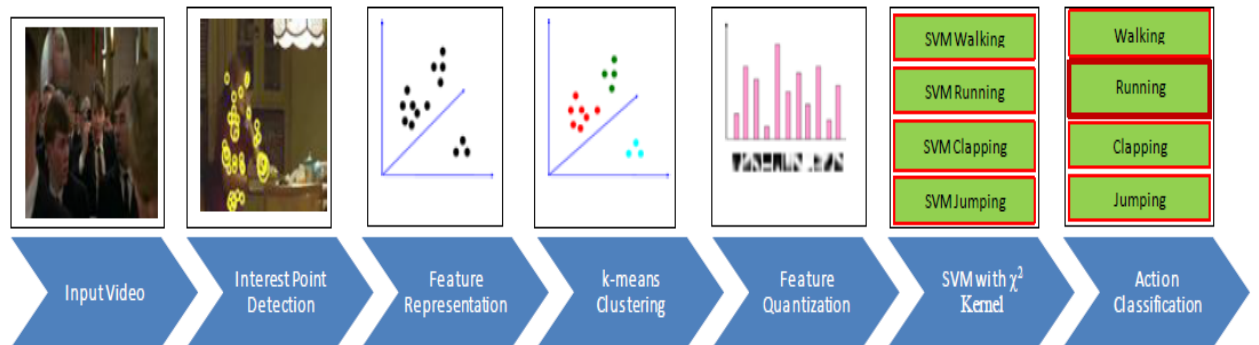 SVM Walking
SVM Running
SVM Clapping
SVM Jumping
Walking
Running
Clapping
Jumping
Input Video
Interest Point
Detection
Feature
Representation
k-means
Clustering
Feature
Quantization
SVM with χ²
Kernel
Action
Classification